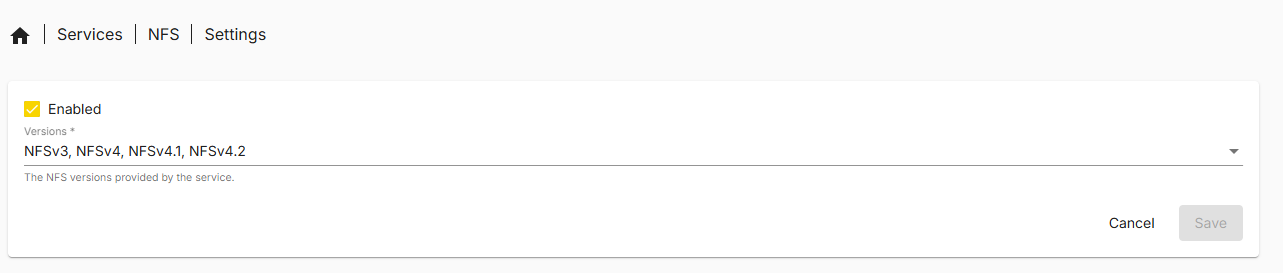 Services | NFS | Settings
Enabled
Versions *
NFSv3, NFSv4, NFSv4.1, NFSv4.2
The NFS versions provided by the service.
Cancel Save